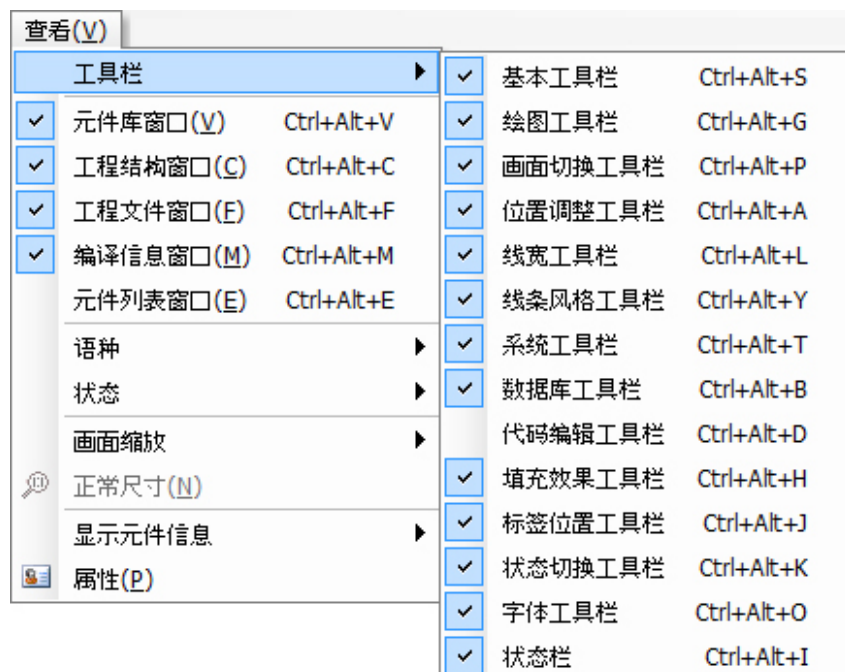 查看(V)
工具栏
元件库窗口(V) Ctrl+Alt+V
工程结构窗口(C) Ctrl+Alt+C
工程文件窗口(F) Ctrl+Alt+F
编译信息窗口(M) Ctrl+Alt+M
元件列表窗口(E) Ctrl+Alt+E
语种
状态
画面缩放
正常尺寸(N)
显示元件信息
属性(P)
基本工具栏 Ctrl+Alt+S
绘图工具栏 Ctrl+Alt+G
画面切换工具栏 Ctrl+Alt+P
位置调整工具栏 Ctrl+Alt+A
线宽工具栏 Ctrl+Alt+L
线条风格工具栏 Ctrl+Alt+Y
系统工具栏 Ctrl+Alt+T
数据库工具栏 Ctrl+Alt+B
代码编辑工具栏 Ctrl+Alt+D
填充效果工具栏 Ctrl+Alt+H
标签位置工具栏 Ctrl+Alt+J
状态切换工具栏 Ctrl+Alt+K
字体工具栏 Ctrl+Alt+O
状态栏 Ctrl+Alt+I